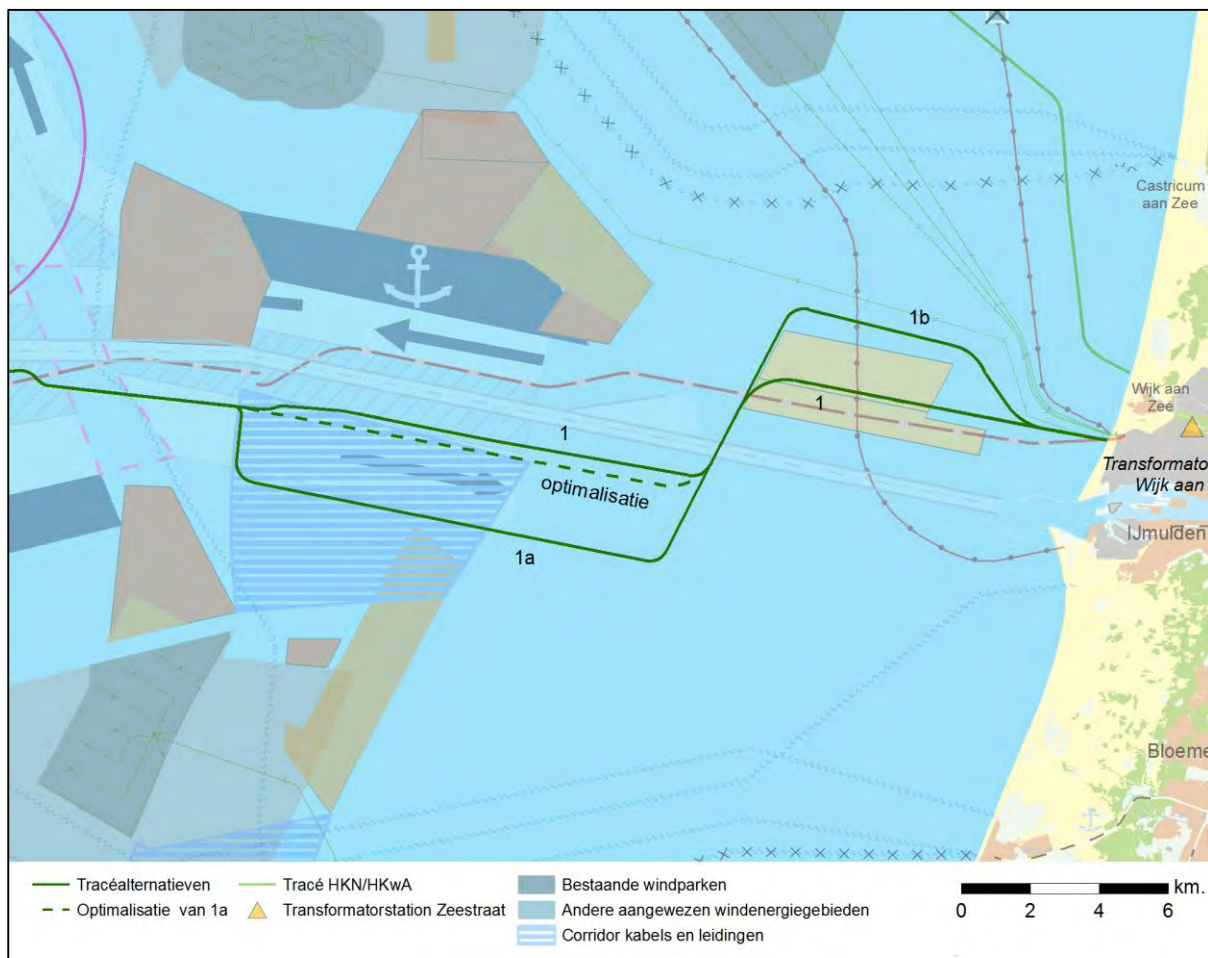 Castricum
aan Zee
1b
Wijk aan
Zee
1
1
Transformato
Wijk aan
optimalisatie
IJmuiden
1a
Bloeme
Tracéalternatieven
Tracé HKN/HKwA
Bestaande windparken
km.
Optimalisatie van 1a
Transformatorstation Zeestraat
Andere aangewezen windenergiegebieden
0 2 4 6
Corridor kabels en leidingen